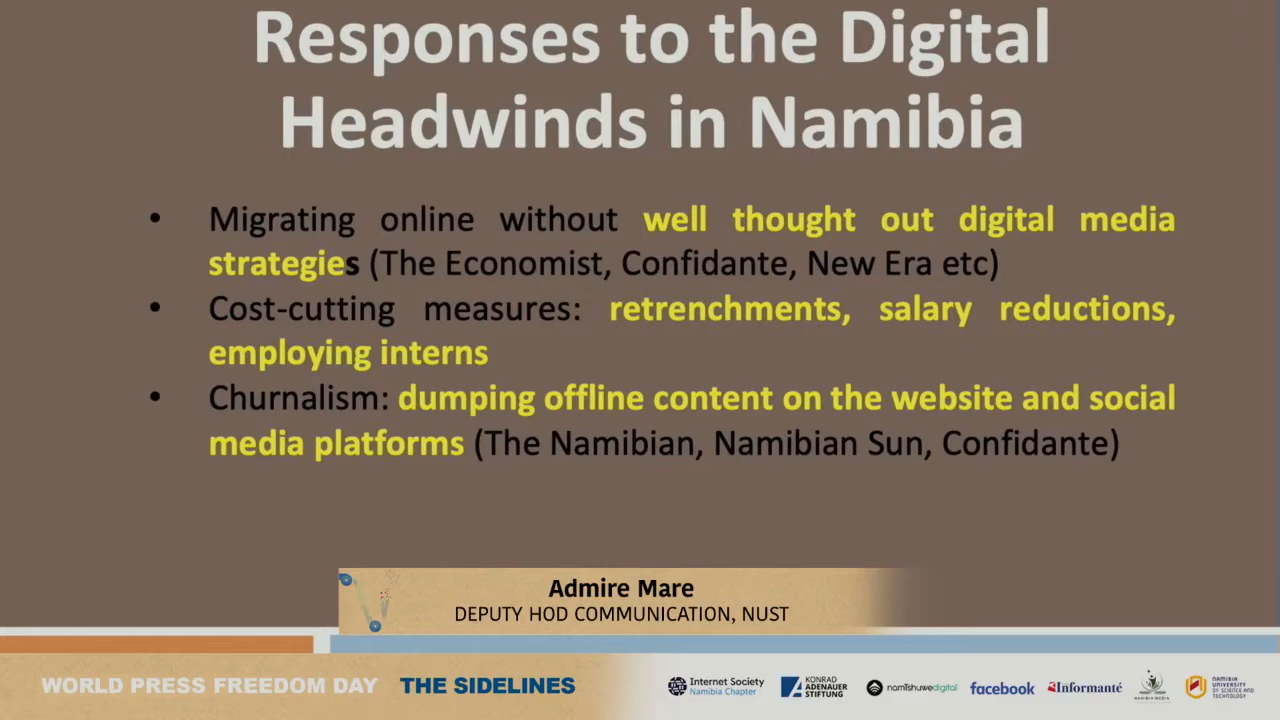 Responses to the Digital
Headwinds in Namibia
• Migrating online without well thought out digital media
strategies (The Economist, Confidante, New Era etc)
• Cost-cutting measures: retrenchments, salary reductions,
employing interns
• Churnalism: dumping offline content on the website and social
media platforms (The Namibian, Namibian Sun, Confidante)
Admire Mare
DEPUTY HOD COMMUNICATION, NUST
WORLD PRESS FREEDOM DAY THE SIDELINES
Internet Society
Namibia Chapter
KONRAD
ADENAUER
STIFTUNG
namtishuwedigital
facebook
Informanté
NAMIBIA MEDIA
NAMIBIA
UNIVERSITY
OF SCIENCE AND
TECHNOLOGY